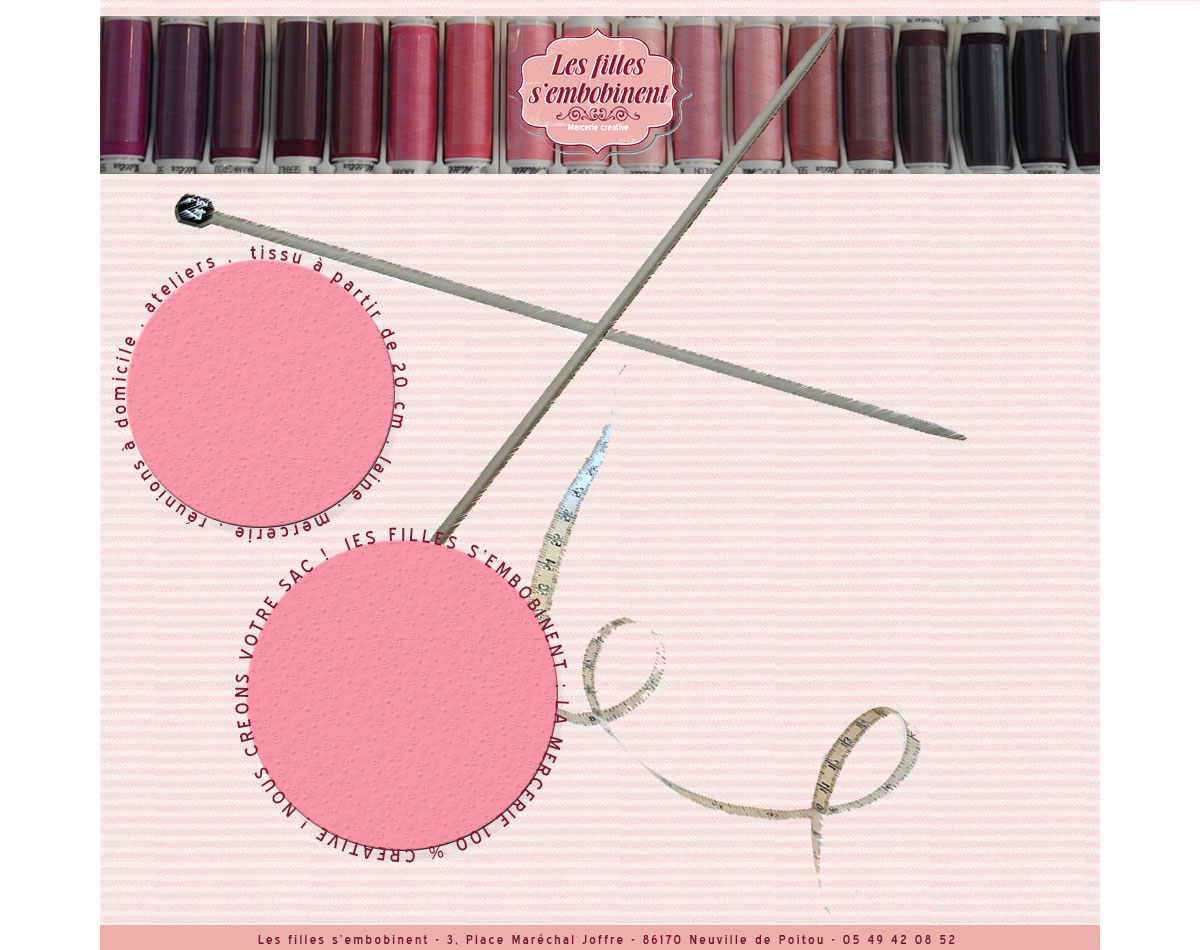 Les filles
s'embobinent
Mercerie créative
tissu à partir de 20 cm . laine . mercerie . réunions à domicile . ateliers .
lES FILLES S'EMBOBINENT : LA MERCERIE 100 % CREATIVE ! NOUS CREONS VOTRE SAC !
Les filles s'embobinent - 3, Place Maréchal Joffre - 86170 Neuville de Poitou - 05 49 42 08 52